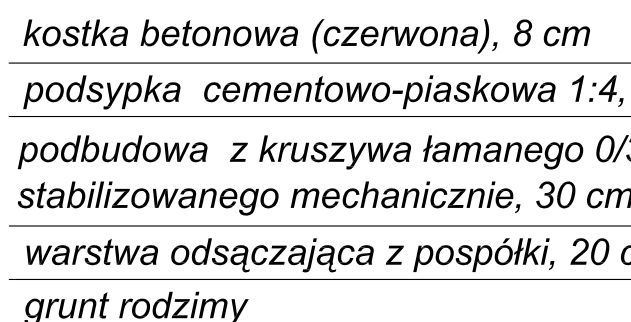 kostka betonowa (czerwona), 8 cm
podsypka cementowo-piaskowa 1:4,
podbudowa z kruszywa łamanego
stabilizowanego mechanicznie, 30 cm
warstwa odsączająca z pospółki, 20
grunt rodzimy